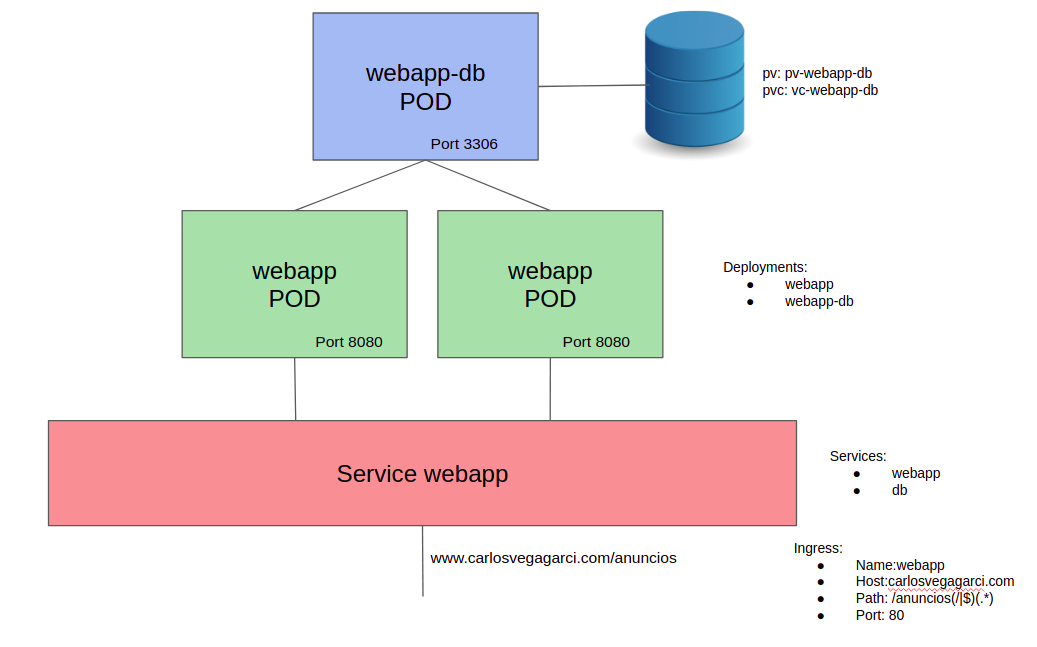 webapp-db
POD
Port 3306
pv: pv-webapp-db
pvc: vc-webapp-db
webapp
POD
Port 8080
webapp
POD
Port 8080
Deployments:
● webapp
● webapp-db
Service webapp
Services:
● webapp
● db
www.carlosvegagarci.com/anuncios
Ingress:
● Name:webapp
● Host:carlosvegagarci.com
● Path: /anuncios(/|$)(.*)
● Port: 80